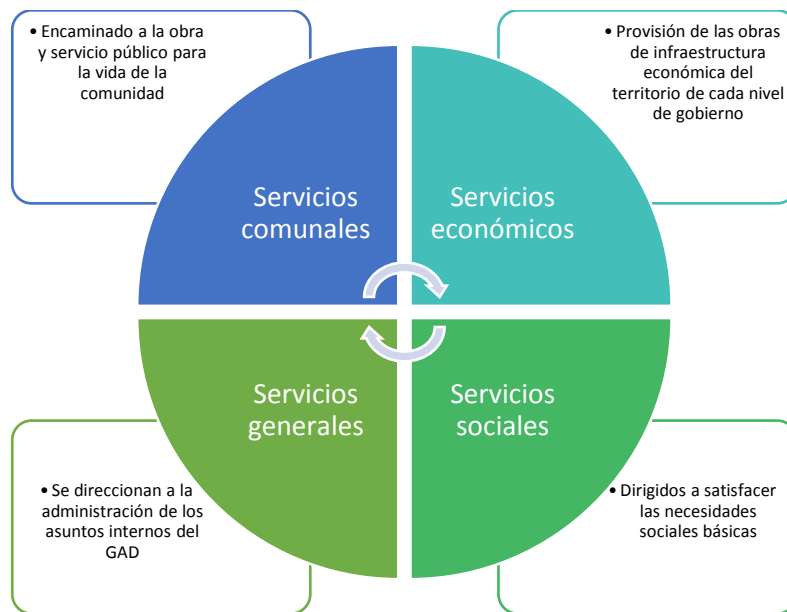 • Encaminado a la obra
y servicio público para
la vida de la
comunidad
• Provisión de las obras
de infraestructura
económica del
territorio de cada nivel
de gobierno
Servicios
comunales
Servicios
económicos
Servicios
generales
Servicios
sociales
• Se direccionan a la
administración de los
asuntos internos del
GAD
• Dirigidos a satisfacer
las necesidades
sociales básicas